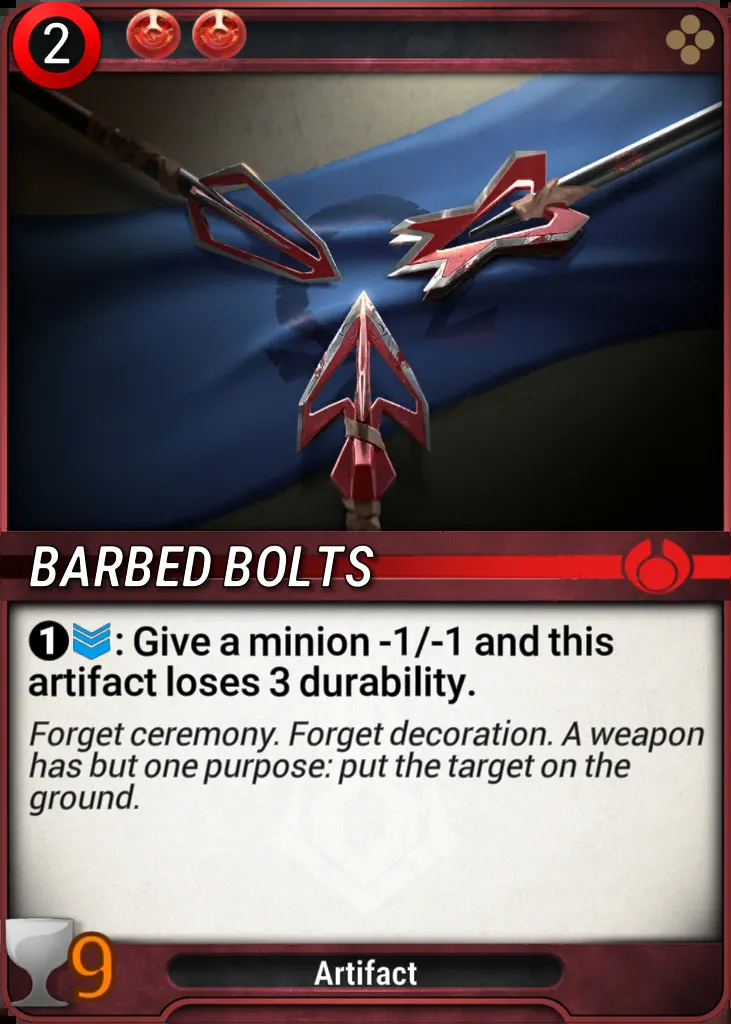 2
BARBED BOLTS
1 : Give a minion -1/-1 and this
artifact loses 3 durability.
Forget ceremony. Forget decoration. A weapon
has but one purpose: put the target on the
ground.
9
Artifact